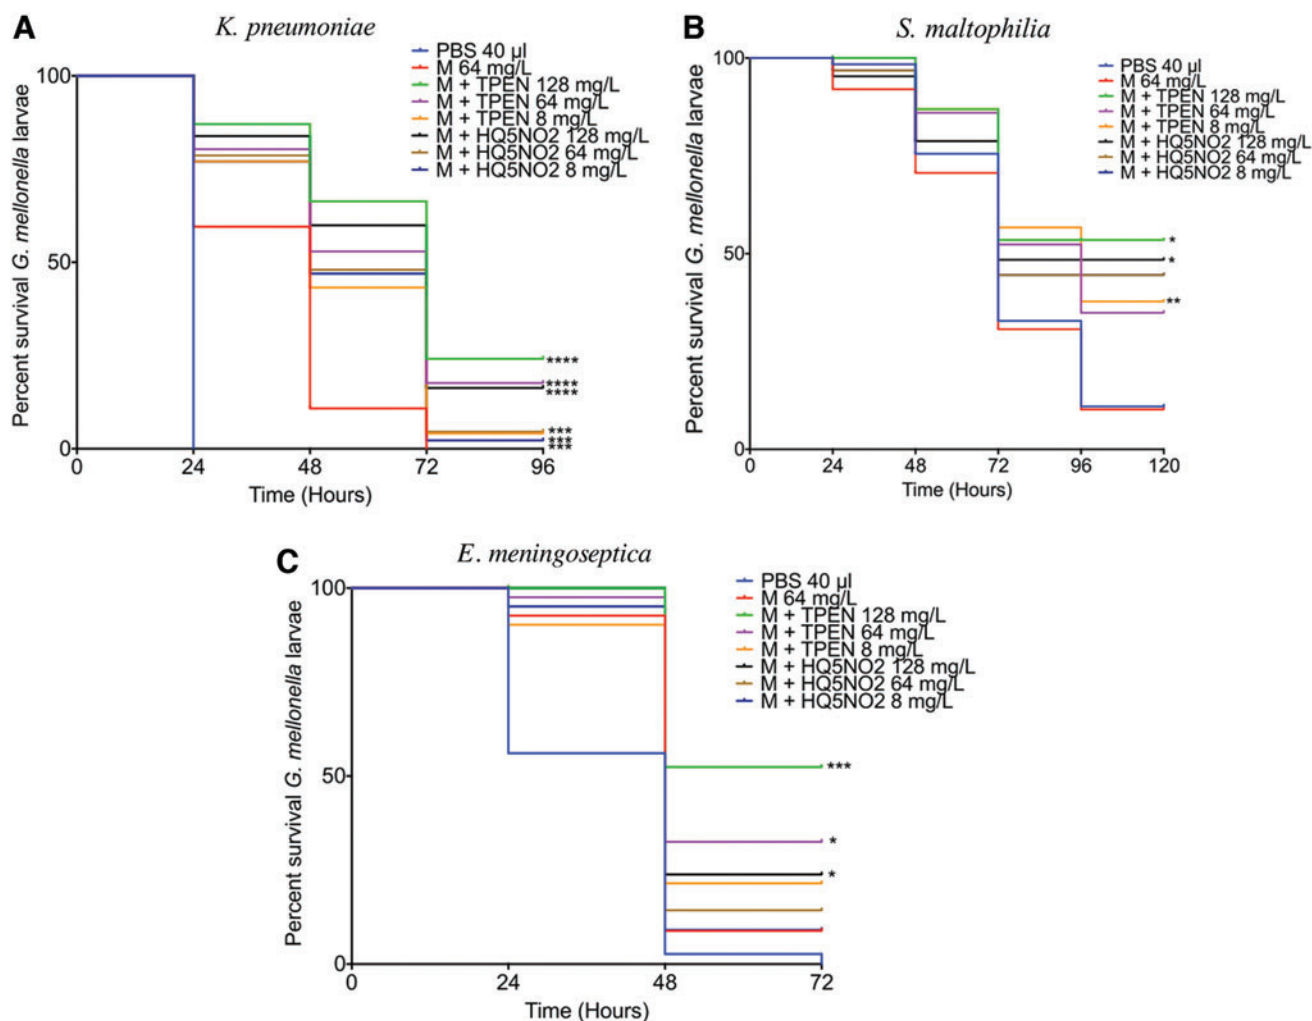 A
K. pneumoniae
PBS 40 µl
M 64 mg/L
M + TPEN 128 mg/L
M + TPEN 64 mg/L
M + TPEN 8 mg/L
M + HQ5NO2 128 mg/L
M + HQ5NO2 64 mg/L
M + HQ5NO2 8 mg/L
Percent survival G. mellonella larvae
100
50
0
****
****
****
***
***
***
0 24 48 72 96
Time (Hours)
B
S. maltophilia
PBS 40 µl
M 64 mg/L
M + TPEN 128 mg/L
M + TPEN 64 mg/L
M + TPEN 8 mg/L
M + HQ5NO2 128 mg/L
M + HQ5NO2 64 mg/L
M + HQ5NO2 8 mg/L
Percent survival G. mellonella larvae
100
50
0
*
*
**
0 24 48 72 96 120
Time (Hours)
C
E. meningoseptica
PBS 40 µl
M 64 mg/L
M + TPEN 128 mg/L
M + TPEN 64 mg/L
M + TPEN 8 mg/L
M + HQ5NO2 128 mg/L
M + HQ5NO2 64 mg/L
M + HQ5NO2 8 mg/L
Percent survival G. mellonella larvae
100
50
0
***
*
*
0 24 48 72
Time (Hours)